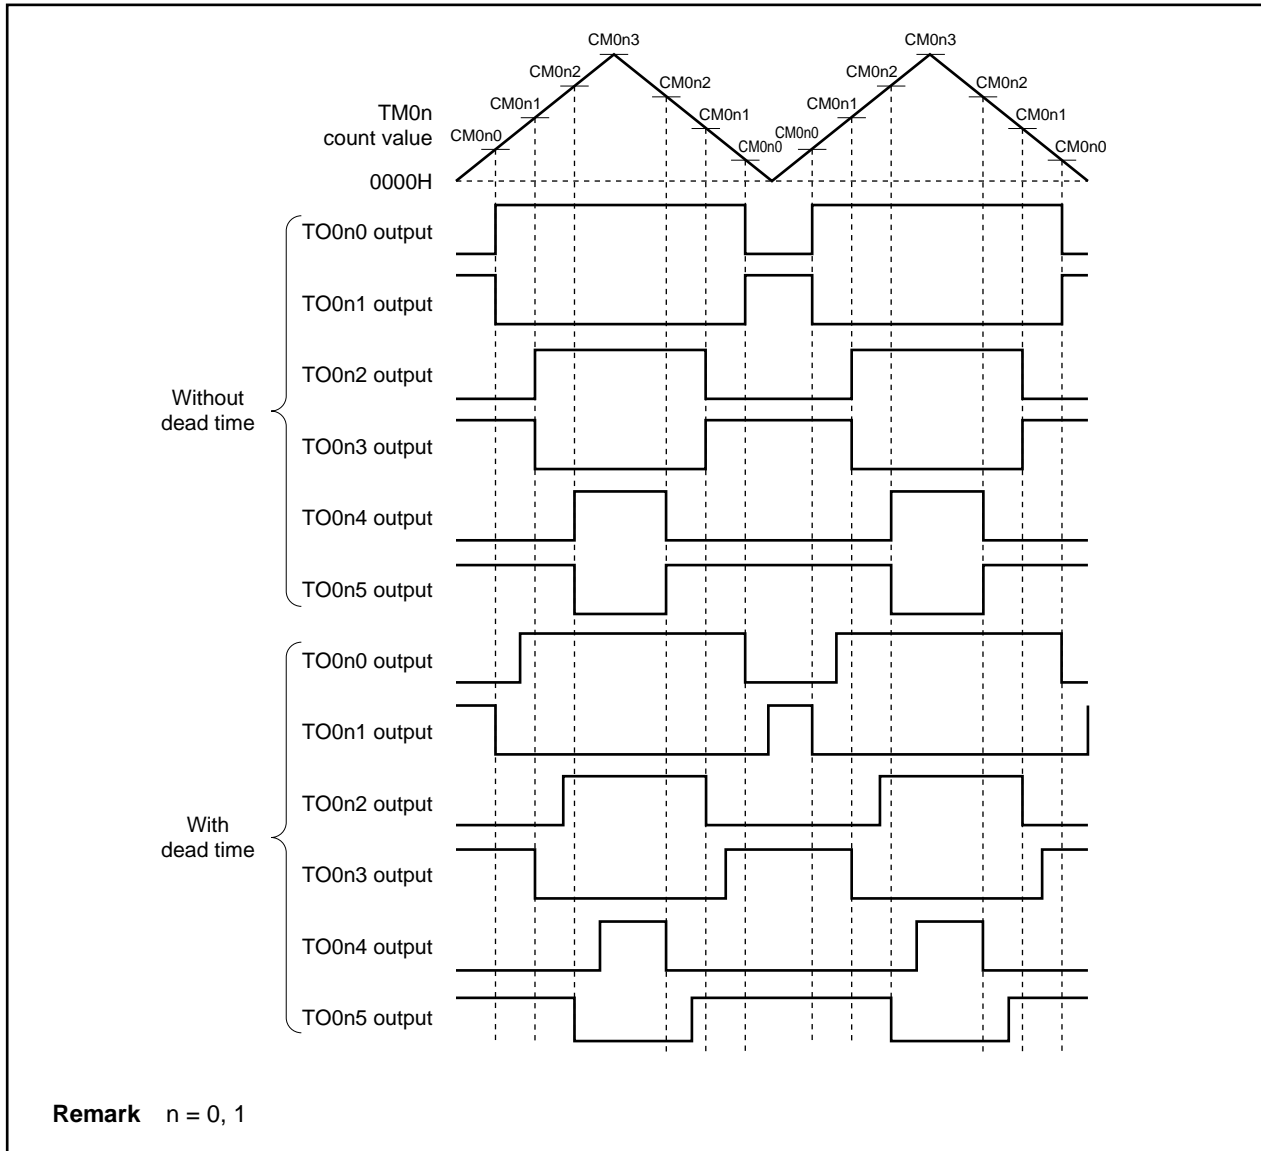 CM0n3 CM0n3
CM0n2 CM0n2 CM0n2 CM0n2
CM0n1 CM0n1 CM0n1 CM0n1
TM0n
count value
CM0n0 CM0n0 CM0n0 CM0n0
0000H
TO0n0 output
TO0n1 output
TO0n2 output
Without
dead time
TO0n3 output
TO0n4 output
TO0n5 output
TO0n0 output
TO0n1 output
TO0n2 output
With
dead time
TO0n3 output
TO0n4 output
TO0n5 output
Remark n = 0, 1